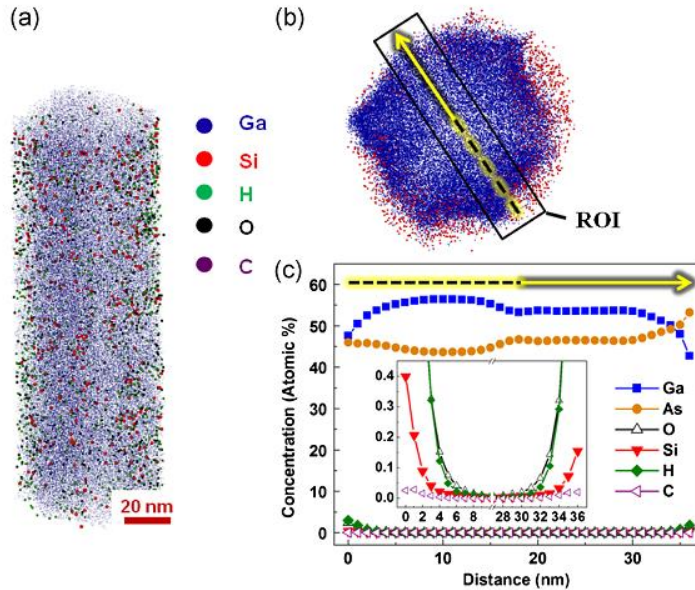 (a)
Ga
Si
H
O
C
20 nm
(b)
ROI
(c)
60
50
40
30
20
10
0
Concentration (Atomic %)
0.4
0.3
0.2
0.1
0.0
0 2 4 6 8 28 30 32 34 36
Ga
As
O
Si
H
C
0 10 20 30
Distance (nm)